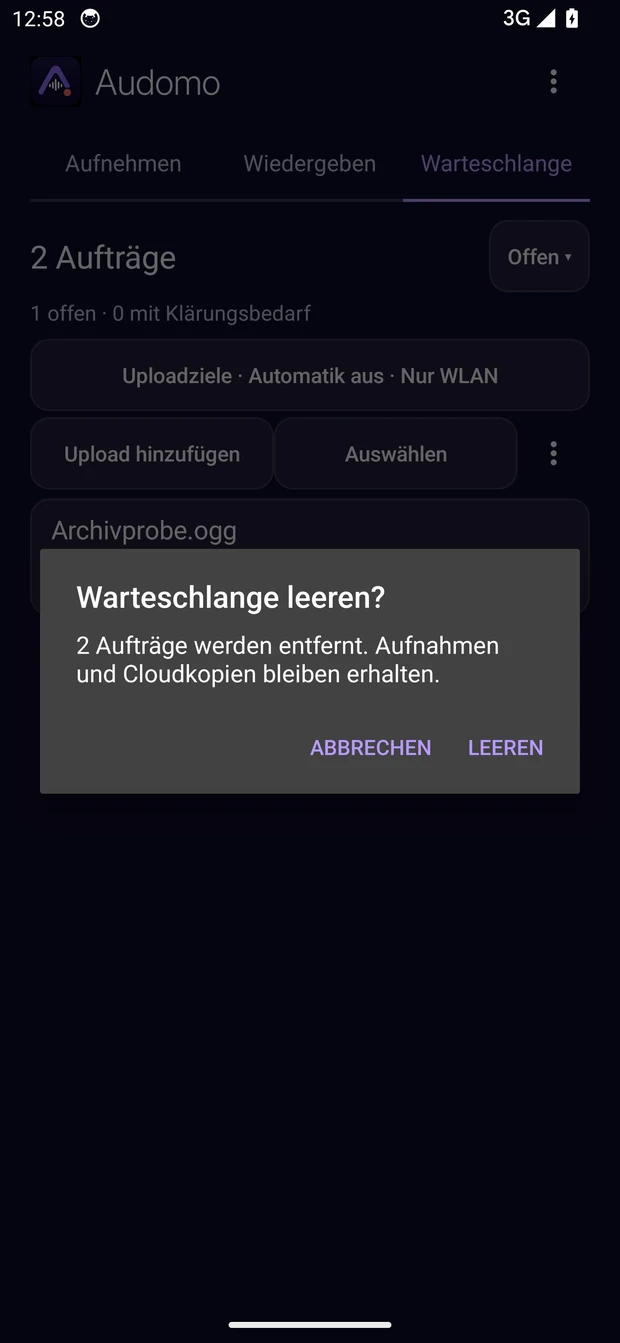 12:58
3G
Audomo
Aufnehmen Wiedergeben Warteschlange
2 Aufträge
Offen ▾
1 offen · 0 mit Klärungsbedarf
Uploadziele · Automatik aus · Nur WLAN
Upload hinzufügen Auswählen
Archivprobe.ogg
Warteschlange leeren?
2 Aufträge werden entfernt. Aufnahmen
und Cloudkopien bleiben erhalten.
ABBRECHEN LEEREN